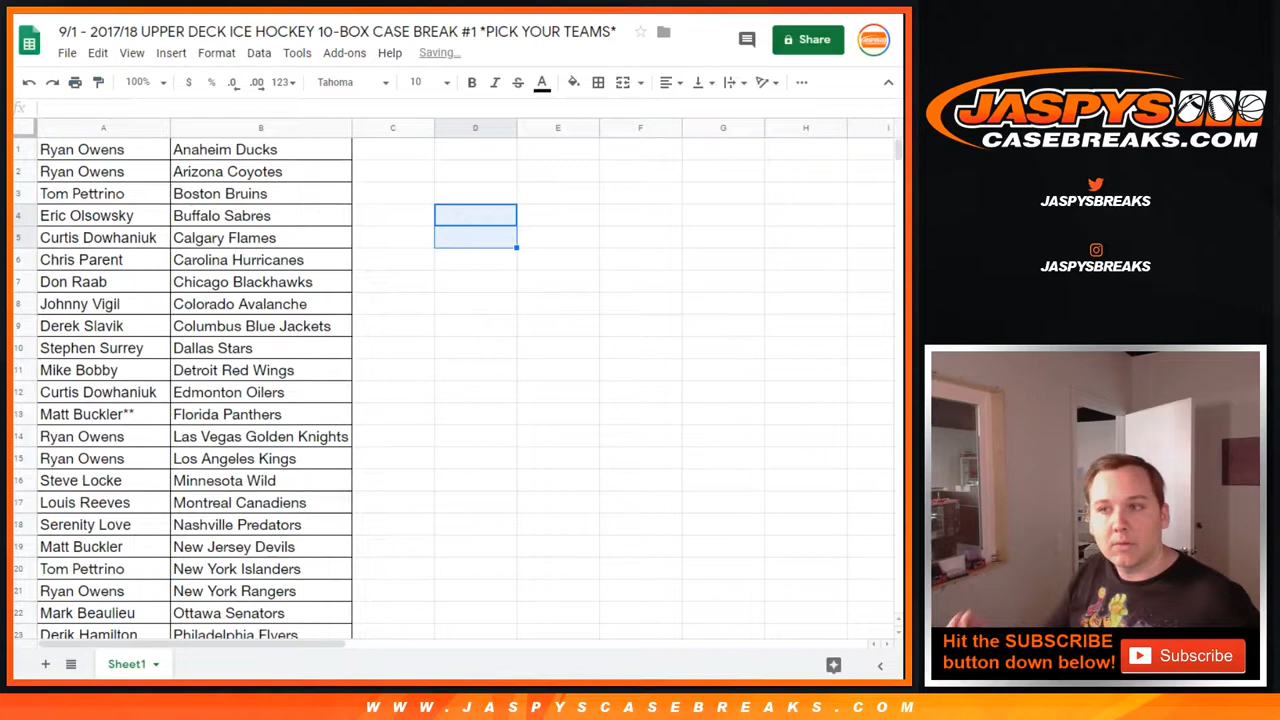 9/1 - 2017/18 UPPER DECK ICE HOCKEY 10-BOX CASE BREAK #1 *PICK YOUR TEAMS*
File Edit View Insert Format Data Tools Add-ons Help Saving...
Share
100% $ % .0 .00 123 Tahoma 10 B I S A
fx
A B C D E F G H I
1 Ryan Owens Anaheim Ducks
2 Ryan Owens Arizona Coyotes
3 Tom Pettrino Boston Bruins
4 Eric Olsowsky Buffalo Sabres
5 Curtis Dowhaniuk Calgary Flames
6 Chris Parent Carolina Hurricanes
7 Don Raab Chicago Blackhawks
8 Johnny Vigil Colorado Avalanche
9 Derek Slavik Columbus Blue Jackets
10 Stephen Surrey Dallas Stars
11 Mike Bobby Detroit Red Wings
12 Curtis Dowhaniuk Edmonton Oilers
13 Matt Buckler** Florida Panthers
14 Ryan Owens Las Vegas Golden Knights
15 Ryan Owens Los Angeles Kings
16 Steve Locke Minnesota Wild
17 Louis Reeves Montreal Canadiens
18 Serenity Love Nashville Predators
19 Matt Buckler New Jersey Devils
20 Tom Pettrino New York Islanders
21 Ryan Owens New York Rangers
22 Mark Beaulieu Ottawa Senators
23 Derik Hamilton Philadelphia Flyers
Sheet1
JASPYS
CASEBREAKS.COM
JASPYSBREAKS
JASPYSBREAKS
Hit the SUBSCRIBE
button down below!
Subscribe
WWW.JASPYSCASEBREAKS.COM